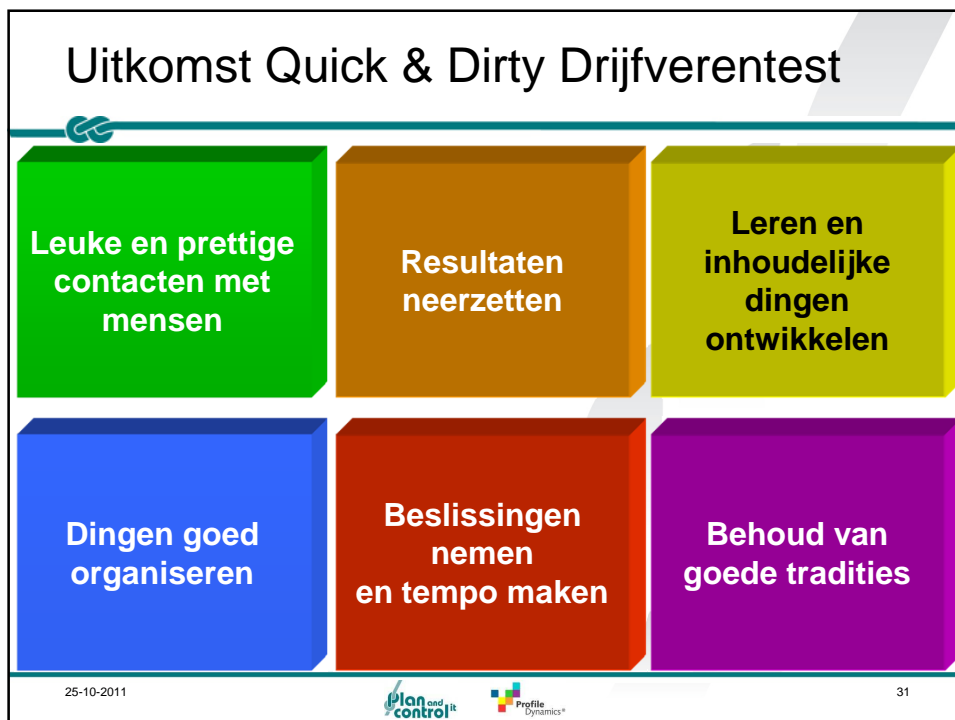 Uitkomst Quick & Dirty Drijfverentest
Leuke en prettige
contacten met
mensen
Resultaten
neerzetten
Leren en
inhoudelijke
dingen
ontwikkelen
Dingen goed
organiseren
Beslissingen
nemen
en tempo maken
Behoud van
goede tradities
25-10-2011
Plan and
control it
Profile
Dynamics®
31